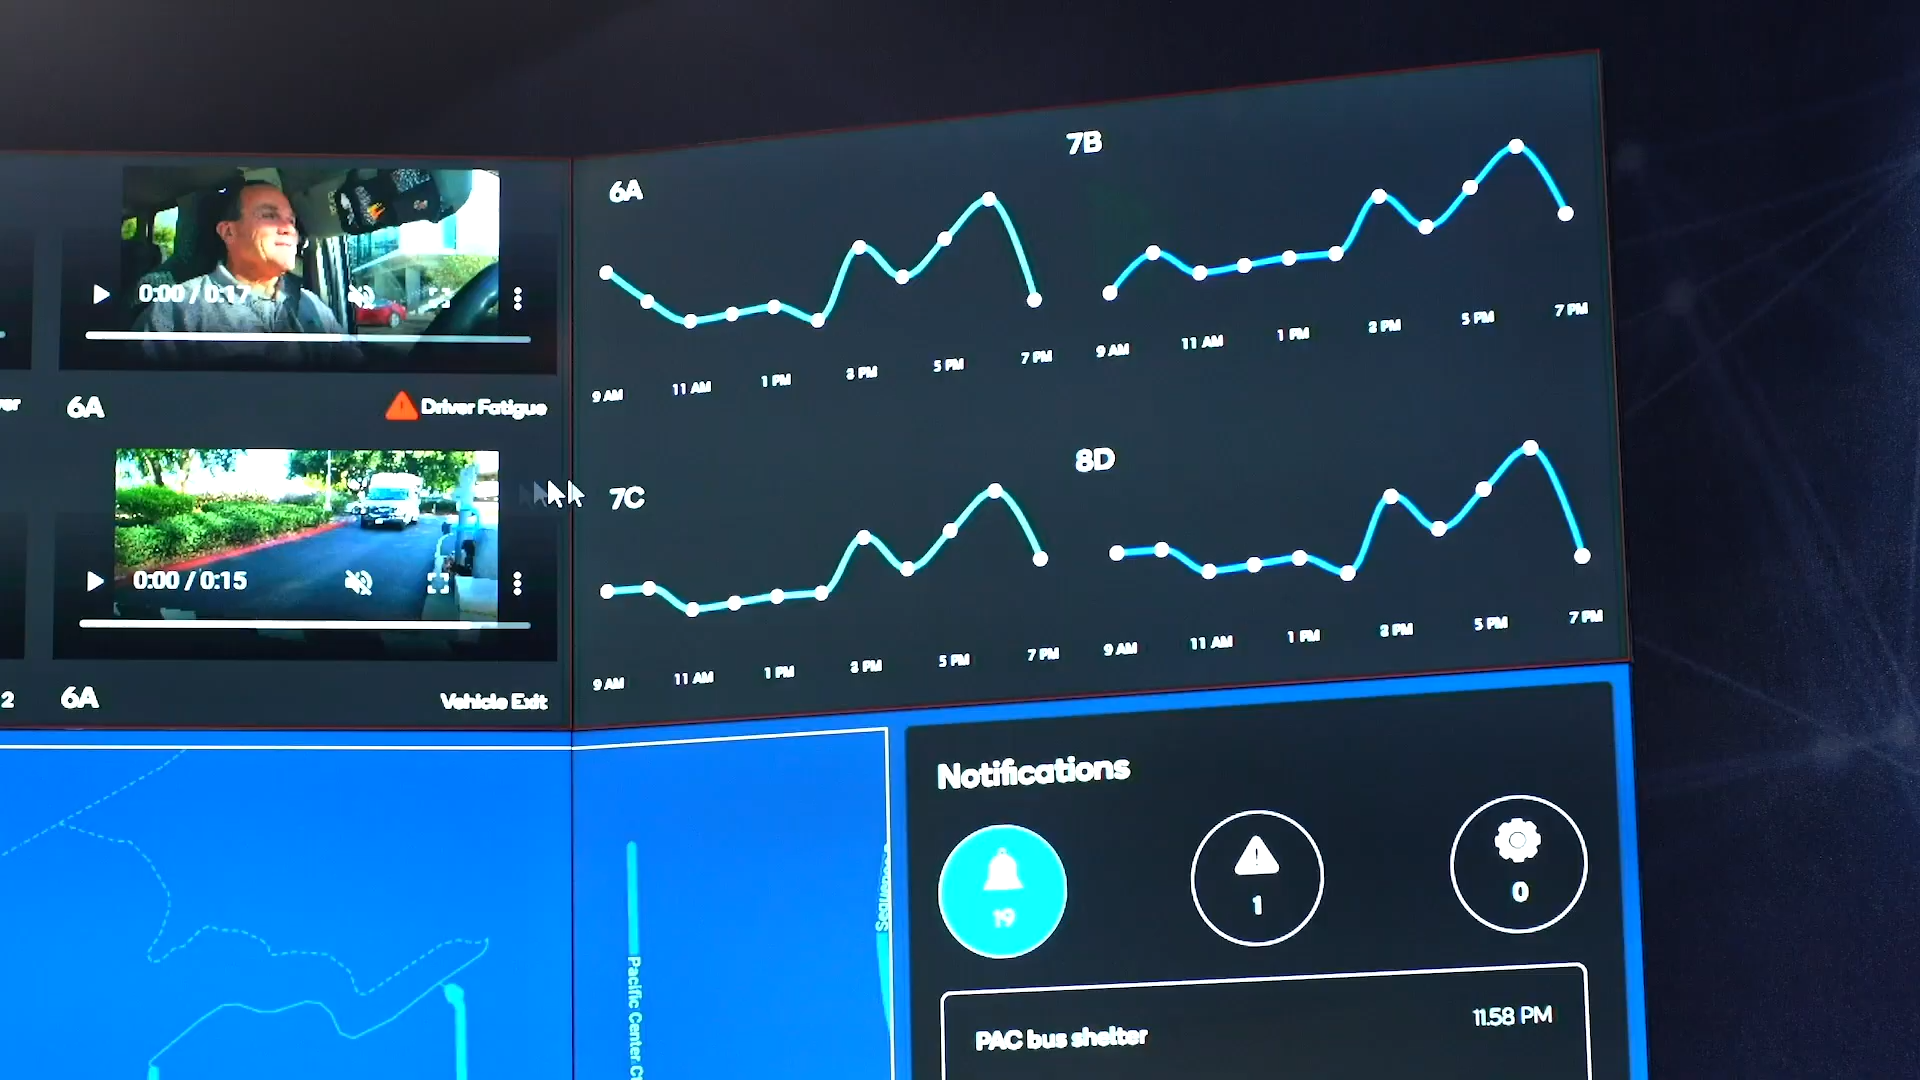 0:00 / 0:17
6A
Driver Fatigue
0:00 / 0:15
2
6A
Vehicle Exit
6A
9 AM
11 AM
1 PM
3 PM
5 PM
7 PM
7B
9 AM
11 AM
1 PM
3 PM
5 PM
7 PM
7C
9 AM
11 AM
1 PM
3 PM
5 PM
7 PM
8D
9 AM
11 AM
1 PM
3 PM
5 PM
7 PM
Pacific Center
Notifications
19
1
0
PAC bus shelter
11:58 PM